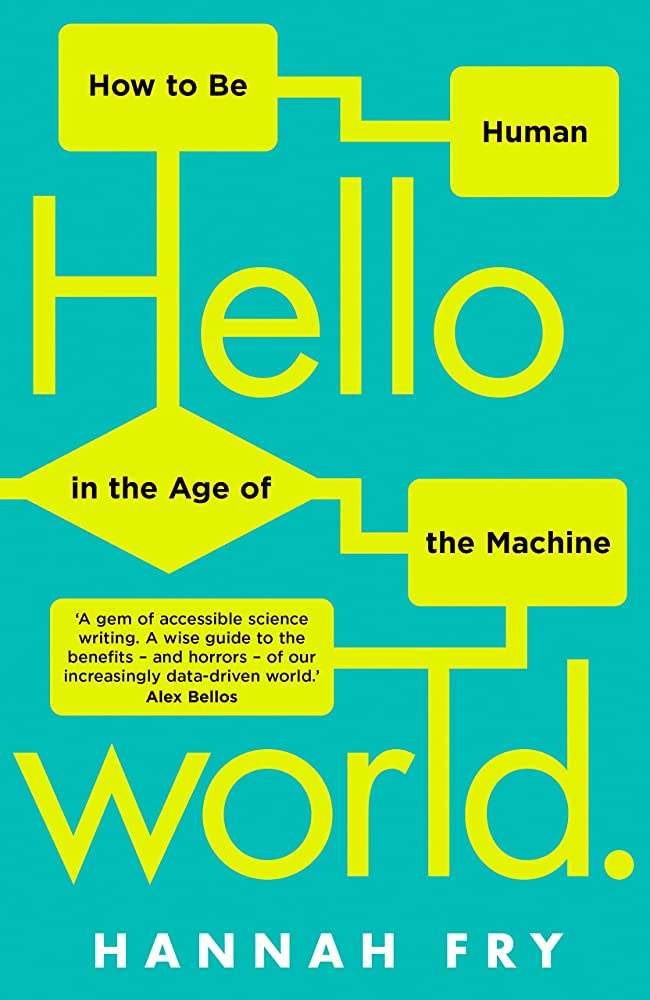 How to Be
Human
Hello
in the Age of
the Machine
‘A gem of accessible science
writing. A wise guide to the
benefits – and horrors – of our
increasingly data-driven world.’
Alex Bellos
world.
HANNAH FRY